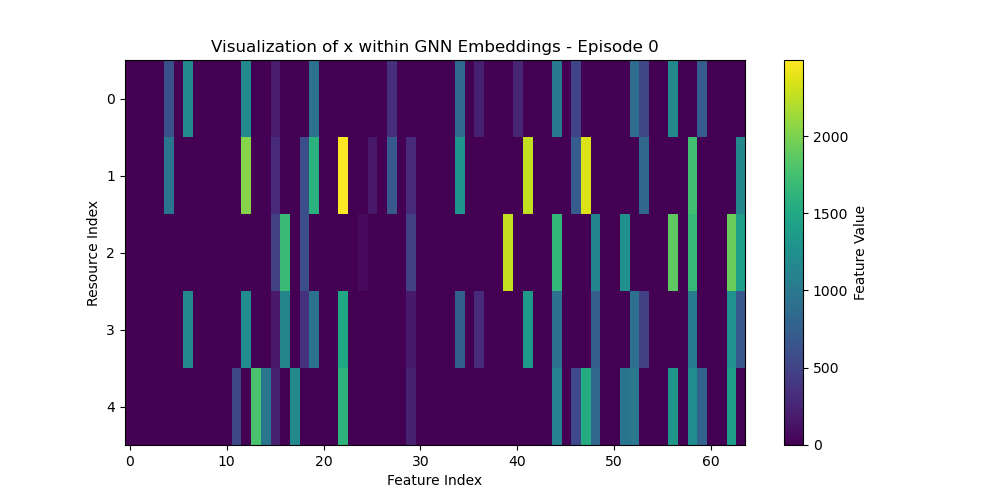 Visualization of x within GNN Embeddings - Episode 0
Resource Index
0
1
2
3
4
0 10 20 30 40 50 60
Feature Index
2000
1500
1000
500
0
Feature Value